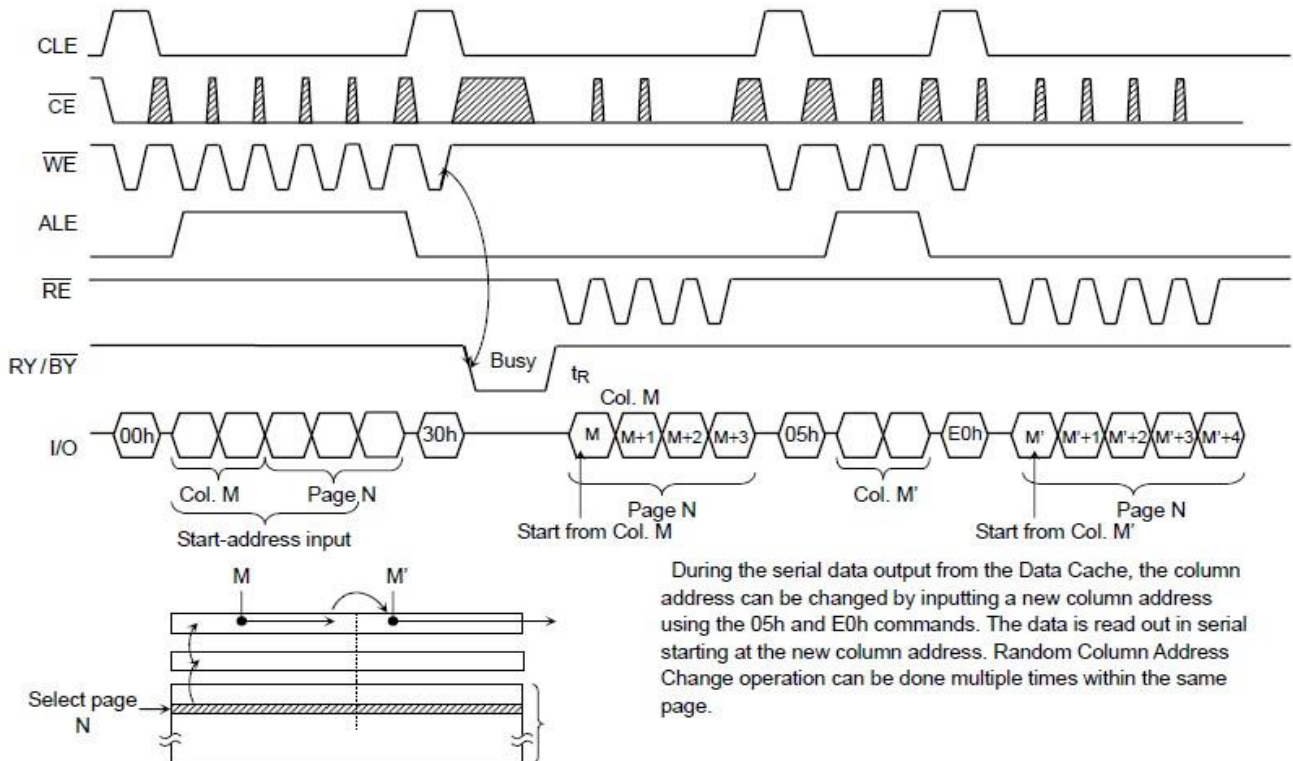 CLE
CE
WE
ALE
RE
RY/BY
Busy
tR
Col. M
I/O
00h
30h
M
M+1
M+2
M+3
05h
E0h
M'
M'+1
M'+2
M'+3
M'+4
Col. M
Page N
Start-address input
Page N
Start from Col. M
Col. M'
Page N
Start from Col. M'
M
M'
Select page
N
During the serial data output from the Data Cache, the column
address can be changed by inputting a new column address
using the 05h and E0h commands. The data is read out in serial
starting at the new column address. Random Column Address
Change operation can be done multiple times within the same
page.